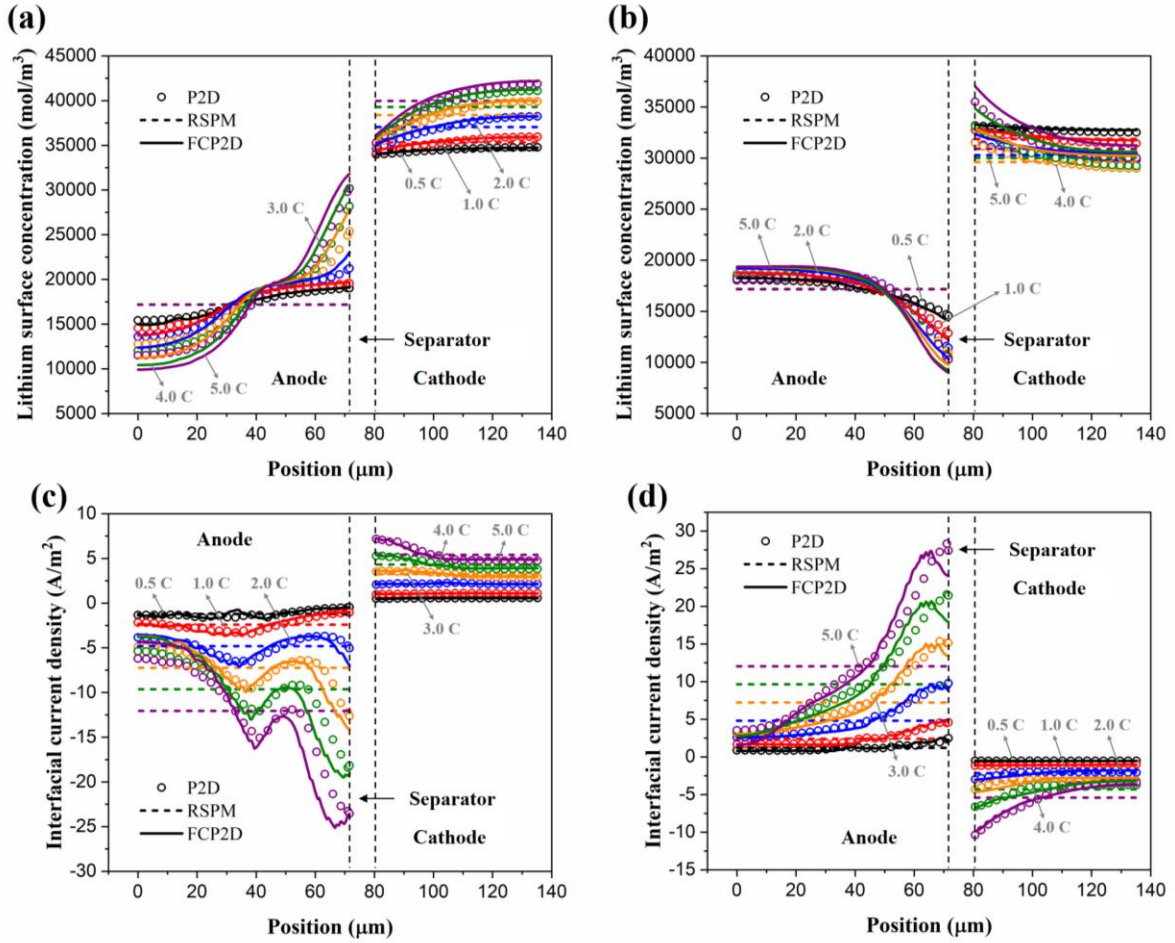 (a)
Lithium surface concentration (mol/m³)
45000
40000
35000
30000
25000
20000
15000
10000
5000
P2D
RSPM
FCP2D
3.0 C
0.5 C
2.0 C
1.0 C
4.0 C
5.0 C
Anode
Separator
Cathode
0 20 40 60 80 100 120 140
Position (μm)
(b)
Lithium surface concentration (mol/m³)
40000
35000
30000
25000
20000
15000
10000
5000
P2D
RSPM
FCP2D
5.0 C
4.0 C
5.0 C
2.0 C
0.5 C
1.0 C
Separator
Anode
Cathode
0 20 40 60 80 100 120 140
Position (μm)
(c)
Interfacial current density (A/m²)
10
5
0
-5
-10
-15
-20
-25
-30
Anode
0.5 C
1.0 C
2.0 C
4.0 C
5.0 C
3.0 C
P2D
RSPM
FCP2D
Separator
Cathode
0 20 40 60 80 100 120 140
Position (μm)
(d)
Interfacial current density (A/m²)
30
25
20
15
10
5
0
-5
-10
-15
P2D
RSPM
FCP2D
Separator
Cathode
5.0 C
3.0 C
0.5 C
1.0 C
2.0 C
4.0 C
Anode
0 20 40 60 80 100 120 140
Position (μm)